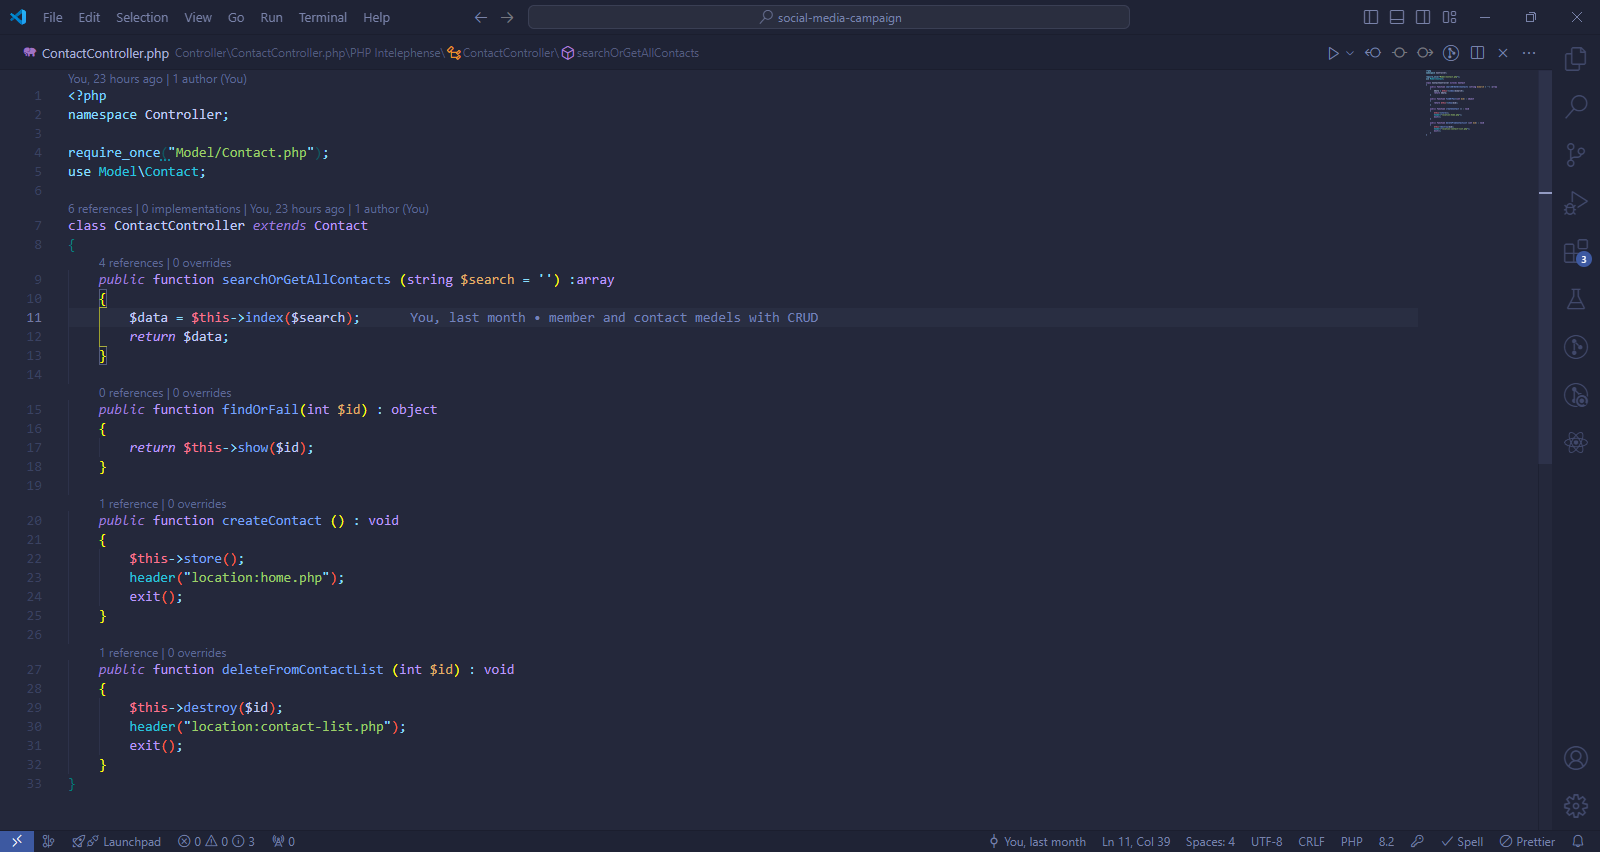 File Edit Selection View Go Run Terminal Help
social-media-campaign
ContactController.php Controller\ContactController.php\PHP Intelephense\ContactController\searchOrGetAllContacts
You, 23 hours ago | 1 author (You)
1 <?php
2 namespace Controller;
3
4 require_once("Model/Contact.php");
5 use Model\Contact;
6
6 references | 0 implementations | You, 23 hours ago | 1 author (You)
7 class ContactController extends Contact
8 {
4 references | 0 overrides
9 public function searchOrGetAllContacts (string $search = '') :array
10 {
11 $data = $this->index($search); You, last month • member and contact medels with CRUD
12 return $data;
13 }
14
0 references | 0 overrides
15 public function findOrFail(int $id) : object
16 {
17 return $this->show($id);
18 }
19
1 reference | 0 overrides
20 public function createContact () : void
21 {
22 $this->store();
23 header("location:home.php");
24 exit();
25 }
26
1 reference | 0 overrides
27 public function deleteFromContactList (int $id) : void
28 {
29 $this->destroy($id);
30 header("location:contact-list.php");
31 exit();
32 }
33 }
3
Launchpad 0 0 3 0 You, last month Ln 11, Col 39 Spaces: 4 UTF-8 CRLF PHP 8.2 Spell Prettier